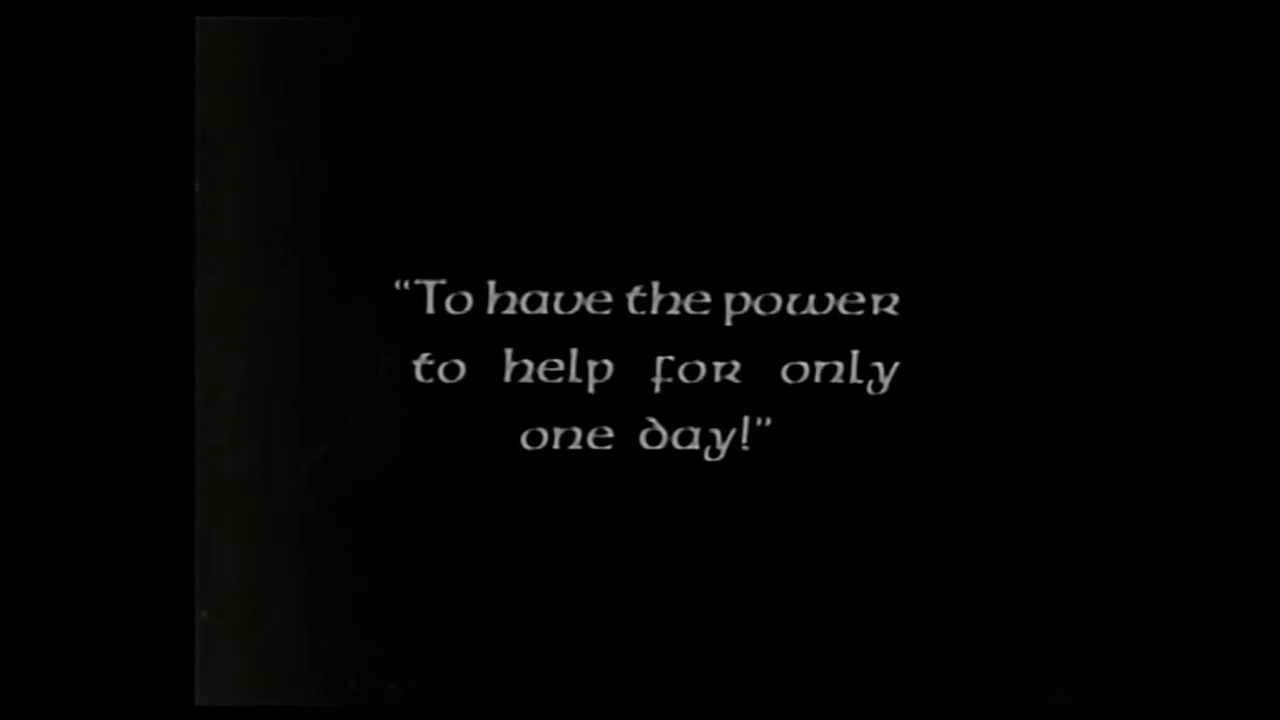 “To have the power
to help for only
one day!”